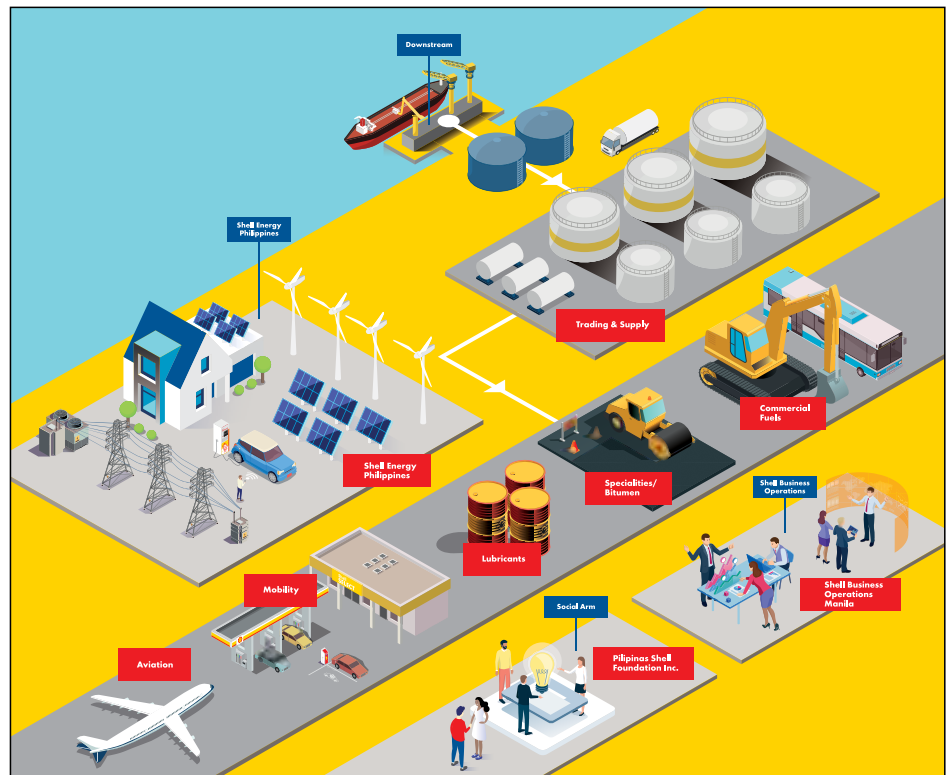 Downstream
Shell Energy
Philippines
Trading & Supply
Commercial
Fuels
Shell Energy
Philippines
Specialities/
Bitumen
Shell Business
Operations
Lubricants
Shell Business
Operations
Manila
Mobility
Social Arm
Pilipinas Shell
Foundation Inc.
Aviation